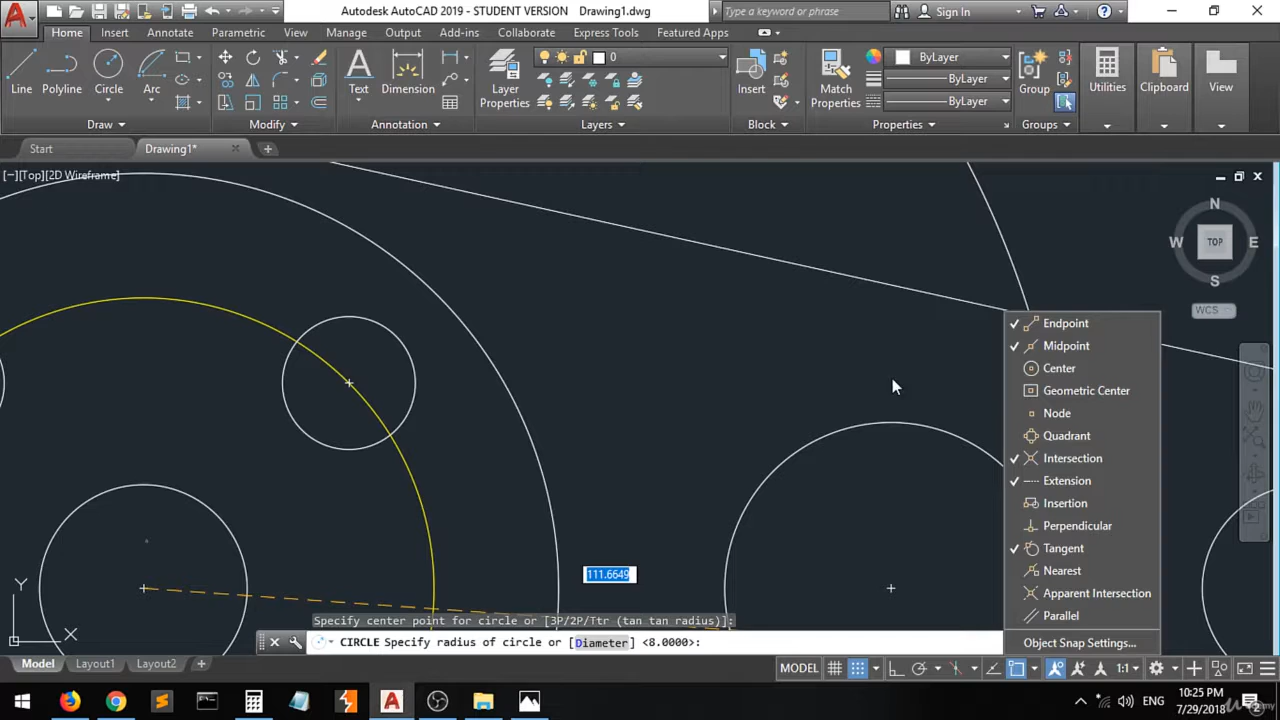 Autodesk AutoCAD 2019 - STUDENT VERSION Drawing1.dwg
Type a keyword or phrase
Sign In
Home Insert Annotate Parametric View Manage Output Add-ins Collaborate Express Tools Featured Apps
Line Polyline Circle Arc
Text Dimension
Layer
Properties
0
Insert
Match
Properties
ByLayer
ByLayer
ByLayer
Group
Utilities
Clipboard
View
Draw Modify Annotation Layers Block Properties Groups
Start Drawing1*
[−][Top][2D Wireframe]
N
W TOP E
S
WCS
Endpoint
Midpoint
Center
Geometric Center
Node
Quadrant
Intersection
Extension
Insertion
Perpendicular
Tangent
Nearest
Apparent Intersection
Parallel
Object Snap Settings...
111.6649
Y
X
Specify center point for circle or [3P/2P/Ttr (tan tan radius)]:
CIRCLE Specify radius of circle or [Diameter] <8.0000>:
Model Layout1 Layout2
MODEL 1:1
ENG
10:25 PM
7/29/2018
2
Udemy